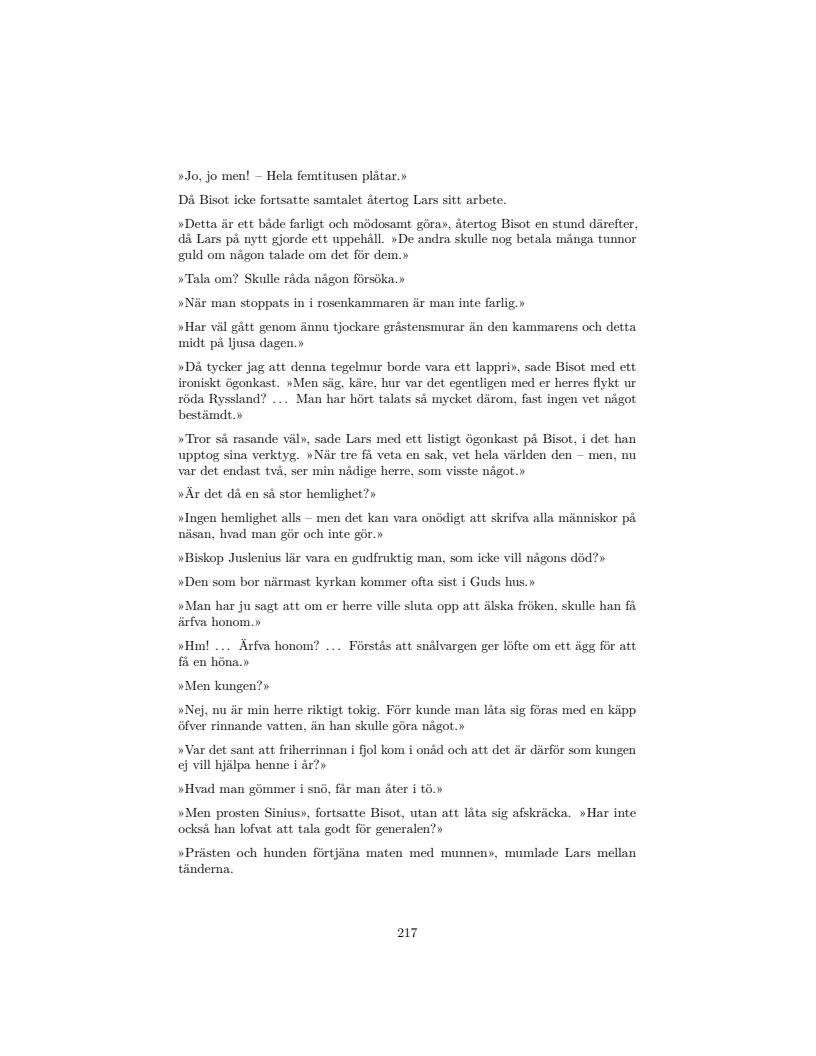 »Jo, jo men! – Hela femtitusen plåtar.»
Då Bisot icke fortsatte samtalet återtog Lars sitt arbete.
»Detta är ett både farligt och mödosamt göra», återtog Bisot en stund därefter,
då Lars på nytt gjorde ett uppehåll. »De andra skulle nog betala många tunnor
guld om någon talade om det för dem.»
»Tala om? Skulle råda någon försöka.»
»När man stoppats in i rosenkammaren är man inte farlig.»
»Har väl gått genom ännu tjockare gråstensmurar än den kammarens och detta
midt på ljusa dagen.»
»Då tycker jag att denna tegelmur borde vara ett lappri», sade Bisot med ett
ironiskt ögonkast. »Men säg, käre, hur var det egentligen med er herres flykt ur
röda Ryssland? ... Man har hört talats så mycket därom, fast ingen vet något
bestämdt.»
»Tror så rasande väl», sade Lars med ett listigt ögonkast på Bisot, i det han
upptog sina verktyg. »När tre få veta en sak, vet hela världen den – men, nu
var det endast två, ser min nådige herre, som visste något.»
»Är det då en så stor hemlighet?»
»Ingen hemlighet alls – men det kan vara onödigt att skrifva alla människor på
näsan, hvad man gör och inte gör.»
»Biskop Juslenius lär vara en gudfruktig man, som icke vill någons död?»
»Den som bor närmast kyrkan kommer ofta sist i Guds hus.»
»Man har ju sagt att om er herre ville sluta opp att älska fröken, skulle han få
ärfva honom.»
»Hm! ... Ärfva honom? ... Förstås att snålvargen ger löfte om ett ägg för att
få en höna.»
»Men kungen?»
»Nej, nu är min herre riktigt tokig. Förr kunde man låta sig föras med en käpp
öfver rinnande vatten, än han skulle göra något.»
»Var det sant att friherrinnan i fjol kom i onåd och att det är därför som kungen
ej vill hjälpa henne i år?»
»Hvad man gömmer i snö, får man åter i tö.»
»Men prosten Sinius», fortsatte Bisot, utan att låta sig afskräcka. »Har inte
också han lofvat att tala godt för generalen?»
»Prästen och hunden förtjäna maten med munnen», mumlade Lars mellan
tänderna.
217